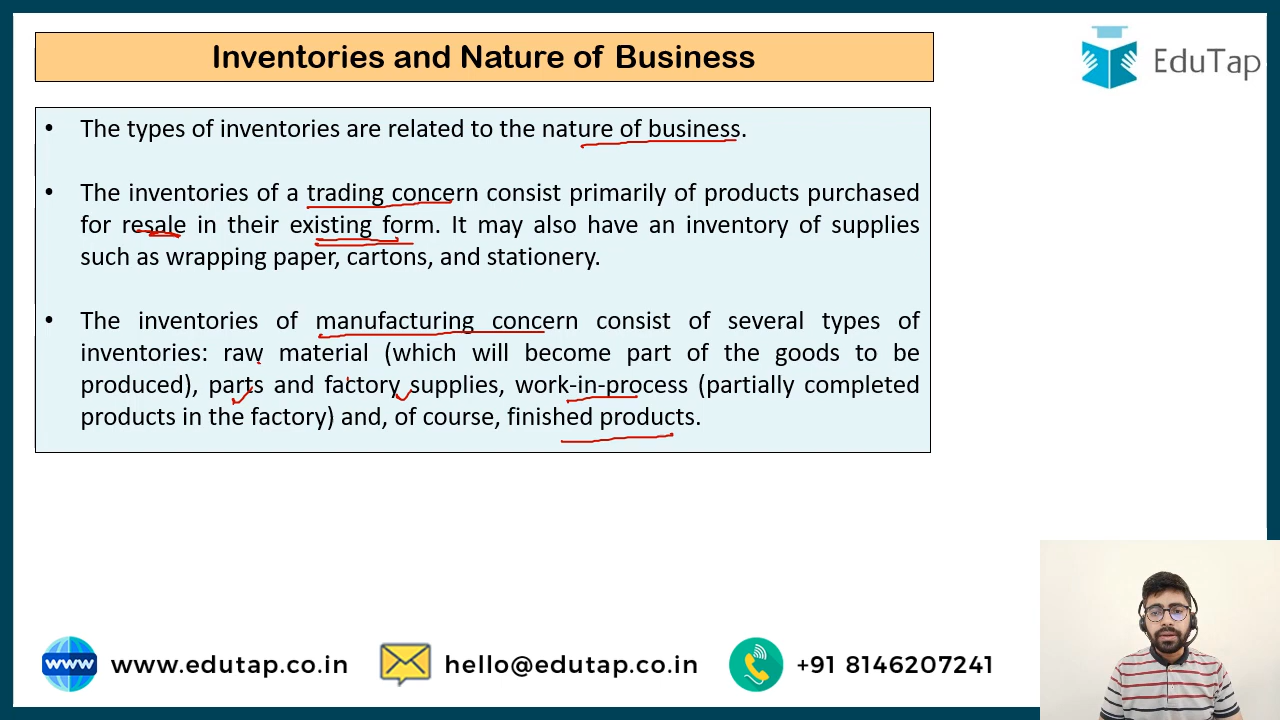 Inventories and Nature of Business
EduTap
• The types of inventories are related to the nature of business.
• The inventories of a trading concern consist primarily of products purchased
for resale in their existing form. It may also have an inventory of supplies
such as wrapping paper, cartons, and stationery.
• The inventories of manufacturing concern consist of several types of
inventories: raw material (which will become part of the goods to be
produced), parts and factory supplies, work-in-process (partially completed
products in the factory) and, of course, finished products.
www www.edutap.co.in hello@edutap.co.in +91 8146207241